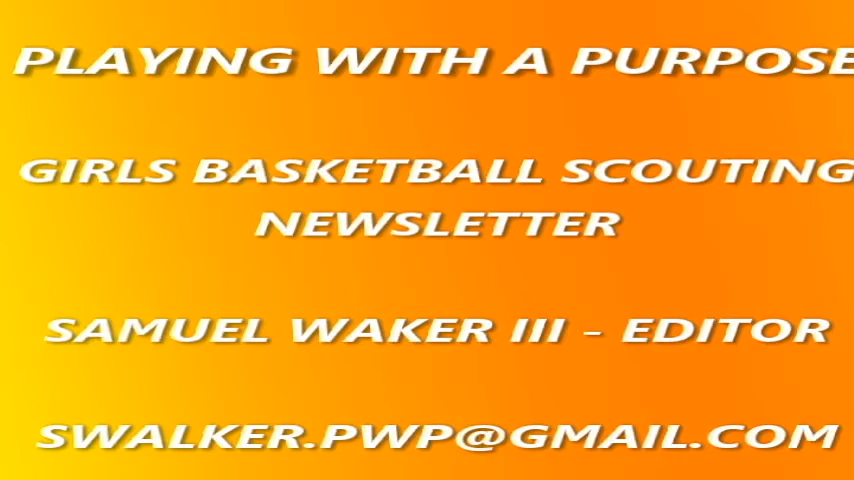 PLAYING WITH A PURPOSE
GIRLS BASKETBALL SCOUTING
NEWSLETTER
SAMUEL WAKER III - EDITOR
SWALKER.PWP@GMAIL.COM